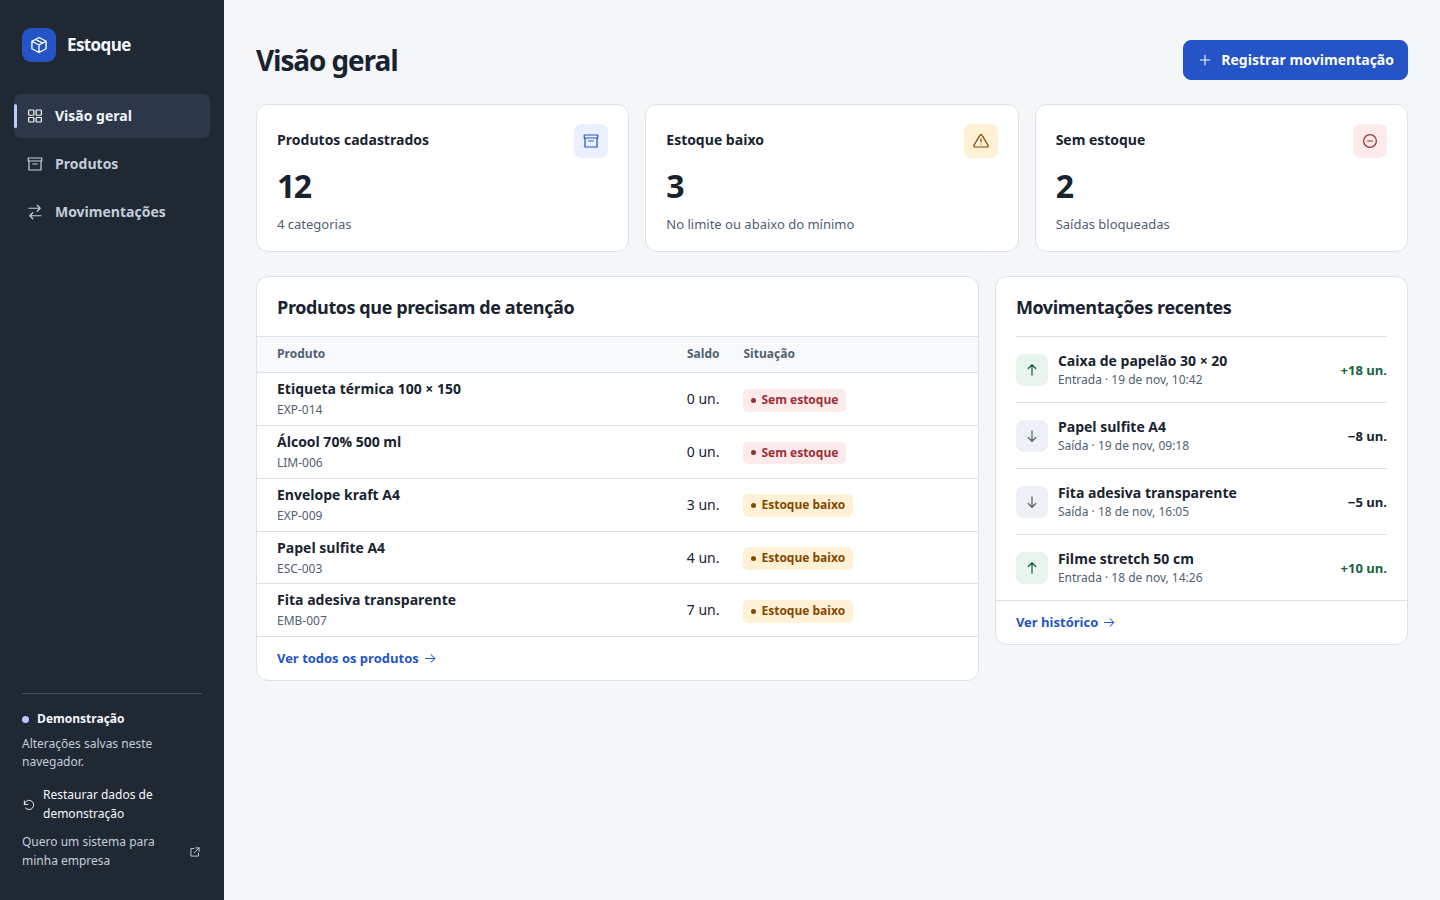 Estoque
Visão geral
Produtos
Movimentações
Demonstração
Alterações salvas neste
navegador.
Restaurar dados de
demonstração
Quero um sistema para
minha empresa
Visão geral
Registrar movimentação
Produtos cadastrados
12
4 categorias
Estoque baixo
3
No limite ou abaixo do mínimo
Sem estoque
2
Saídas bloqueadas
Produtos que precisam de atenção
Produto Saldo Situação
Etiqueta térmica 100 × 150
EXP-014
0 un. Sem estoque
Álcool 70% 500 ml
LIM-006
0 un. Sem estoque
Envelope kraft A4
EXP-009
3 un. Estoque baixo
Papel sulfite A4
ESC-003
4 un. Estoque baixo
Fita adesiva transparente
EMB-007
7 un. Estoque baixo
Ver todos os produtos →
Movimentações recentes
Caixa de papelão 30 × 20
Entrada · 19 de nov, 10:42
+18 un.
Papel sulfite A4
Saída · 19 de nov, 09:18
−8 un.
Fita adesiva transparente
Saída · 18 de nov, 16:05
−5 un.
Filme stretch 50 cm
Entrada · 18 de nov, 14:26
+10 un.
Ver histórico →